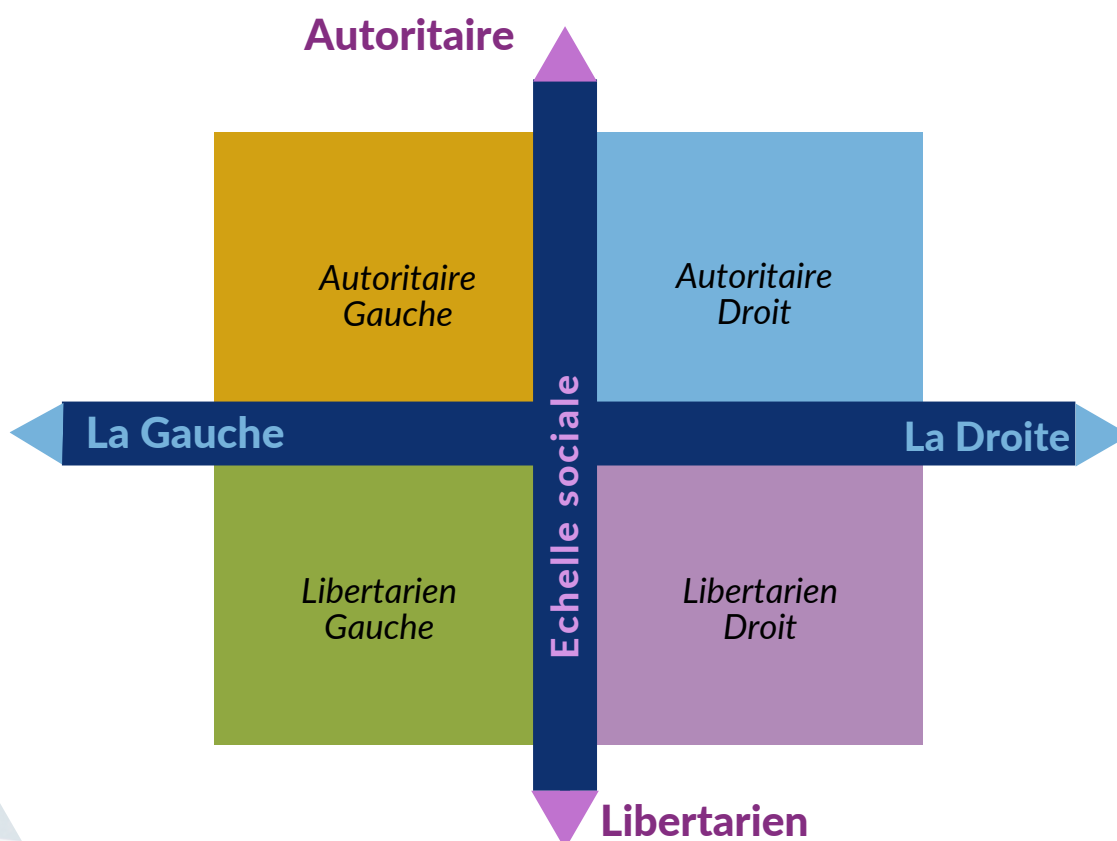 Autoritaire
Autoritaire
Gauche
Autoritaire
Droit
La Gauche
Echelle sociale
La Droite
Libertarien
Gauche
Libertarien
Droit
Libertarien